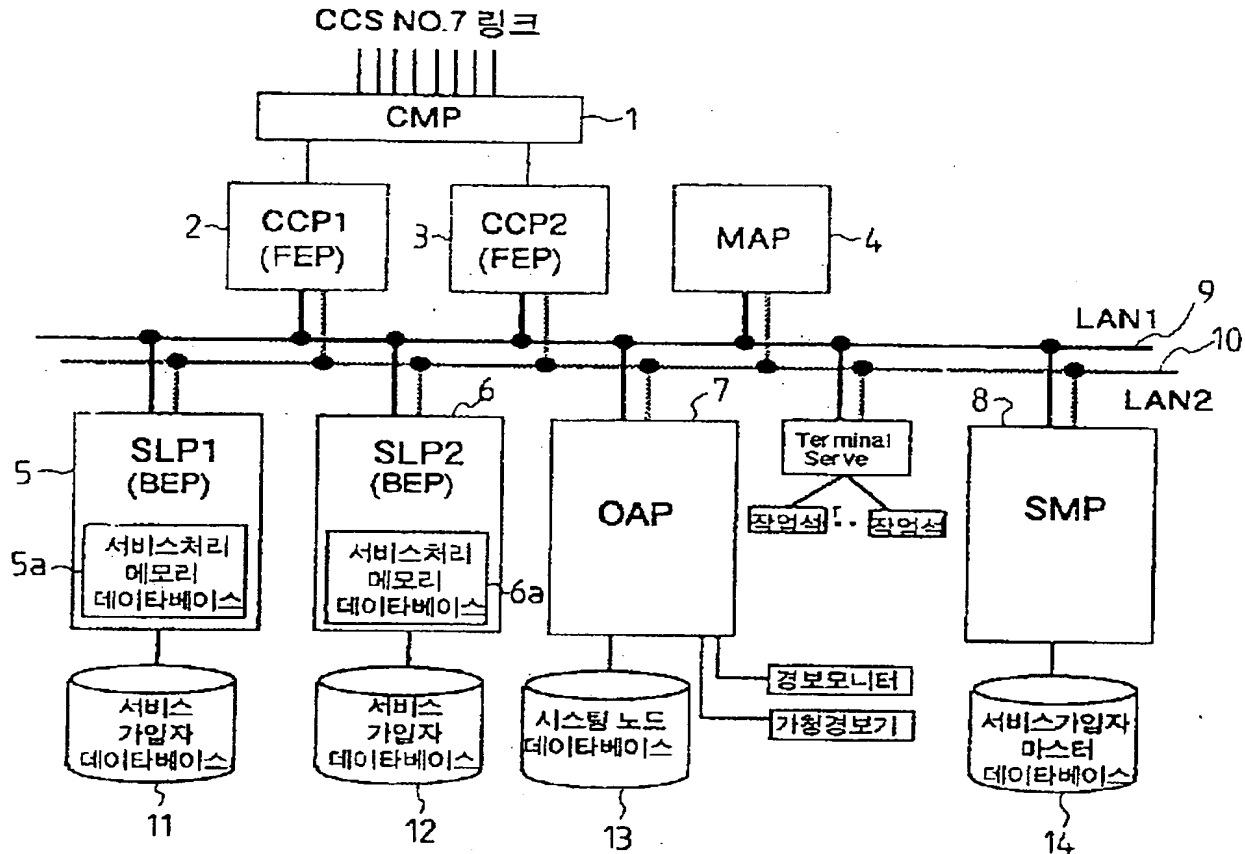 CCS NO.7 링크
CMP
1
2
CCP1
(FEP)
3
CCP2
(FEP)
MAP
4
LAN1
9
10
LAN2
5
SLP1
(BEP)
5a
서비스처리
메모리
데이타베이스
6
SLP2
(BEP)
서비스처리
메모리
데이타베이스
6a
7
OAP
Terminal
Serve
작업석
작업석
8
SMP
경보모니터
가청경보기
서비스
가입자
데이타베이스
11
서비스
가입자
데이타베이스
12
시스팀 노드
데이타베이스
13
서비스가입자
마스터
데이타베이스
14